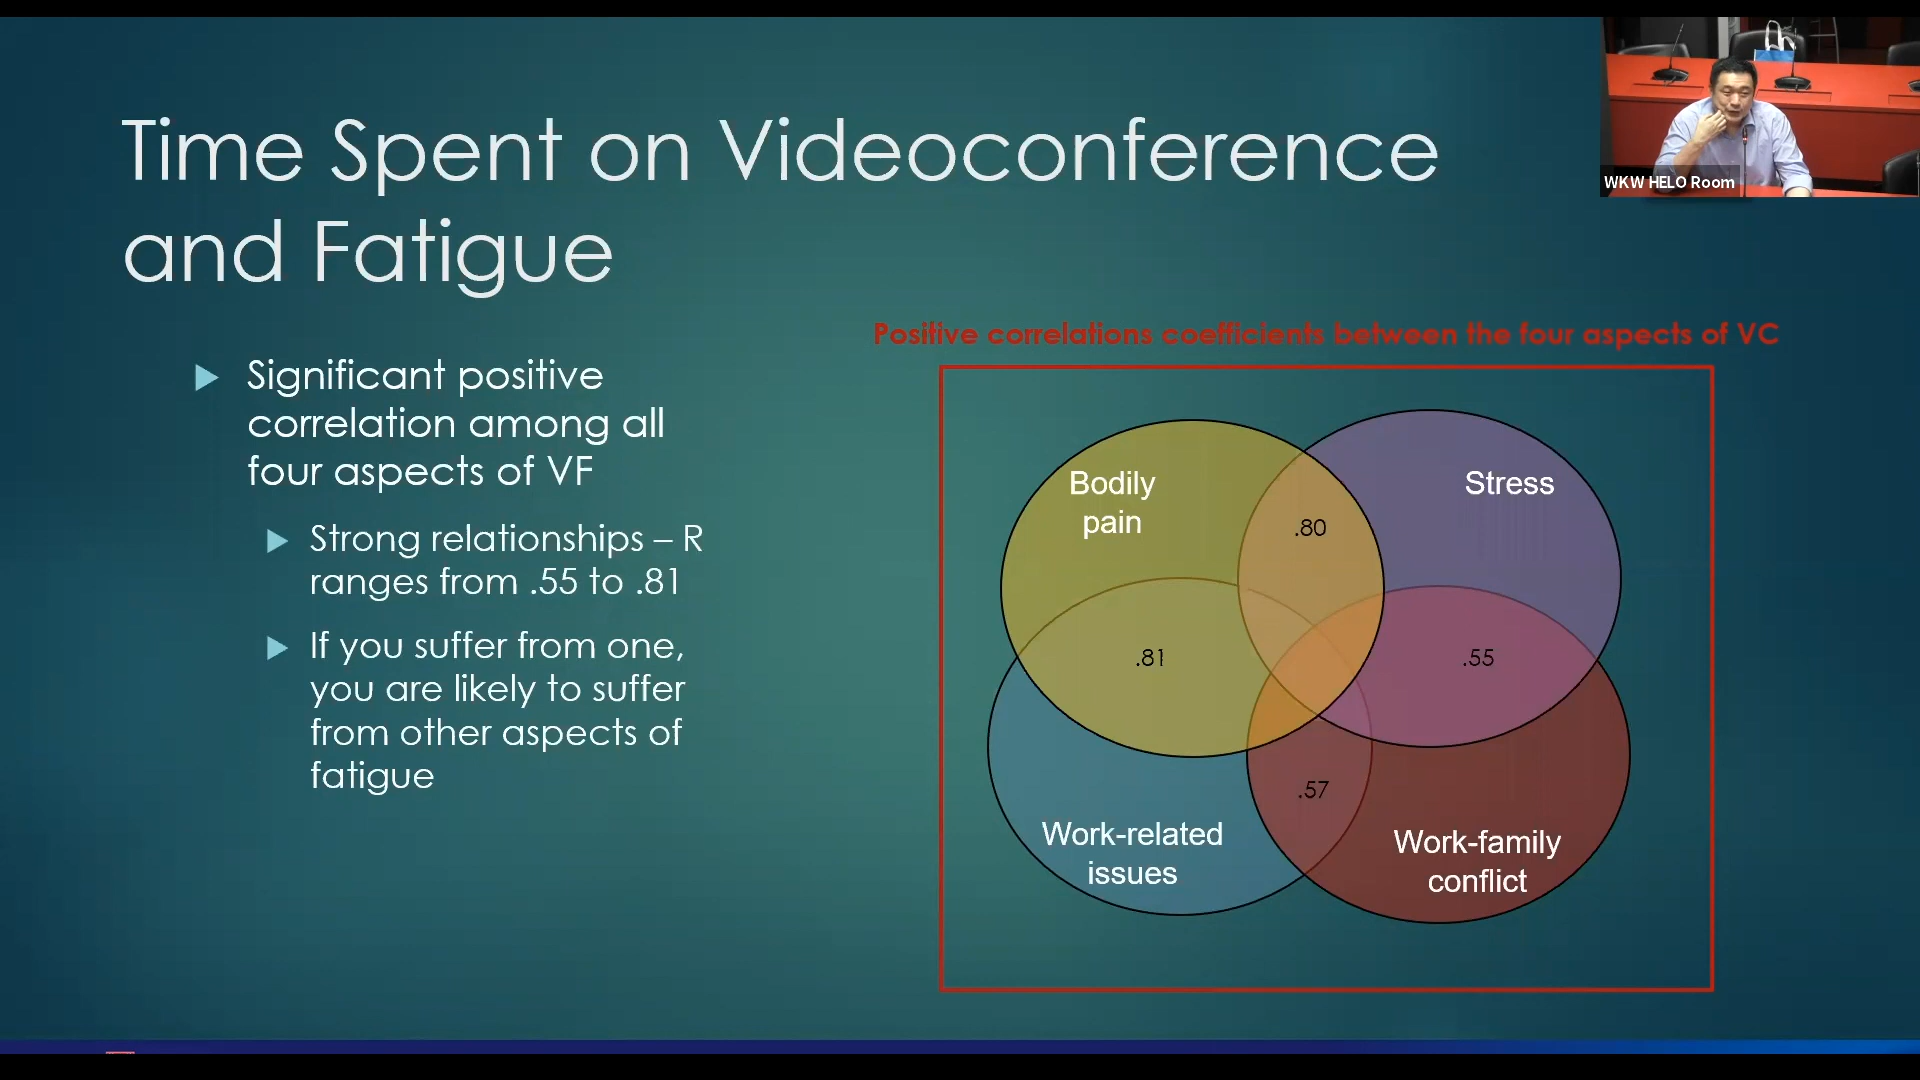 Time Spent on Videoconference
and Fatigue
WKW HELO Room
Significant positive
correlation among all
four aspects of VF
Strong relationships – R
ranges from .55 to .81
If you suffer from one,
you are likely to suffer
from other aspects of
fatigue
Positive correlations coefficients between the four aspects of VC
Bodily
pain
Stress
.80
.81
.55
.57
Work-related
issues
Work-family
conflict